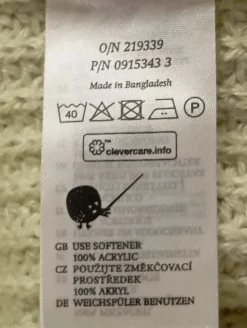 O/N 219339
P/N 0915343 3
Made in Bangladesh
40 P
clevercare.info
GB USE SOFTENER
100% ACRYLIC
CZ POUŽIJTE ZMĚKČOVACÍ
PROSTŘEDEK
100% AKRYL
DE WEICHSPÜLER BENUTZEN